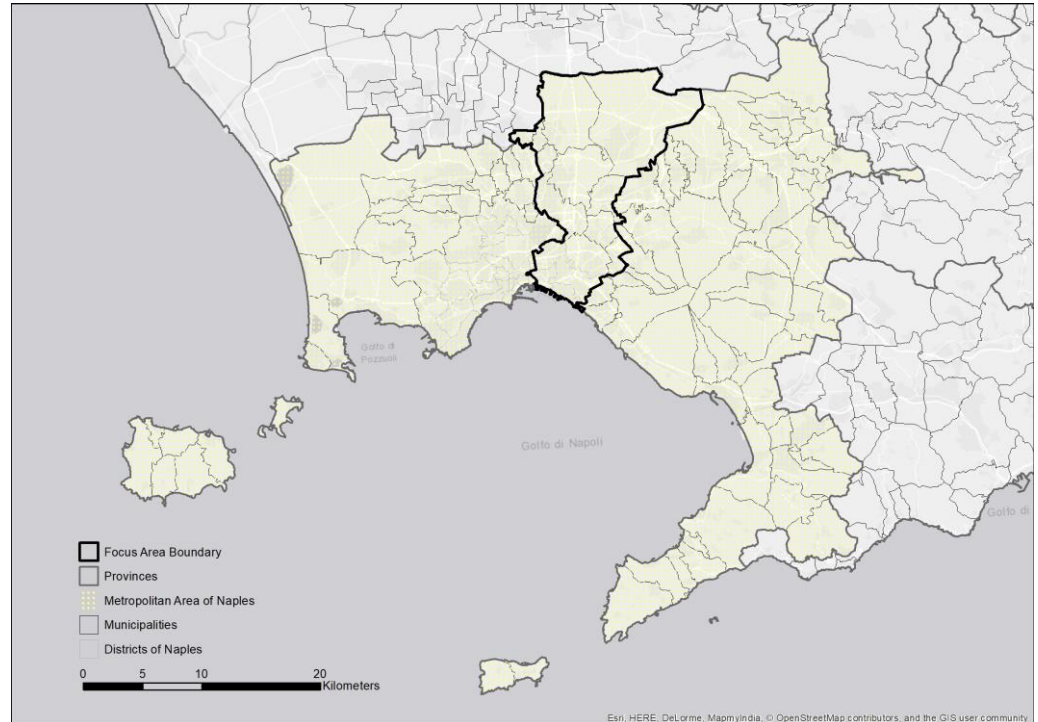 Golfo di
Pozzuoli
Golfo di Napoli
Golfo di
Focus Area Boundary
Provinces
Metropolitan Area of Naples
Municipalities
Districts of Naples
0 5 10 20
Kilometers
Esri, HERE, DeLorme, MapmyIndia, © OpenStreetMap contributors, and the GIS user community